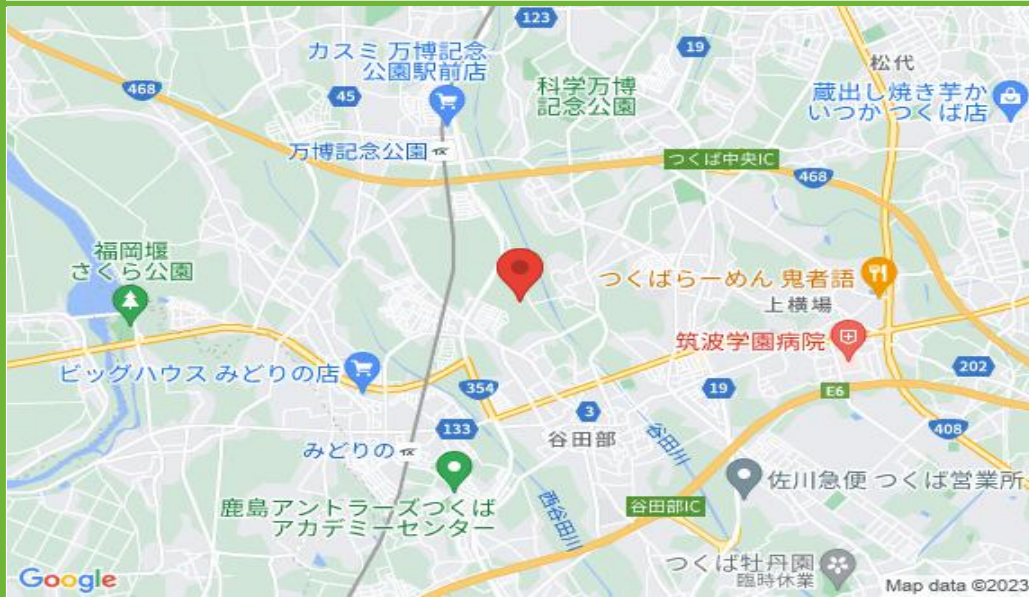 123
カスミ 万博記念
公園駅前店
19
松代
科学万博
記念公園
468
45
蔵出し焼き芋か
いつか つくば店
万博記念公園
つくば中央IC
468
福岡堰
さくら公園
つくばらーめん 鬼者語
上横場
筑波学園病院
ビッグハウス みどりの店
354
19
202
E6
3
133
谷田部
谷田川
408
みどりの
佐川急便 つくば営業所
鹿島アントラーズつくば
アカデミーセンター
西谷田川
谷田部IC
つくば牡丹園
臨時休業
Google
Map data ©2023